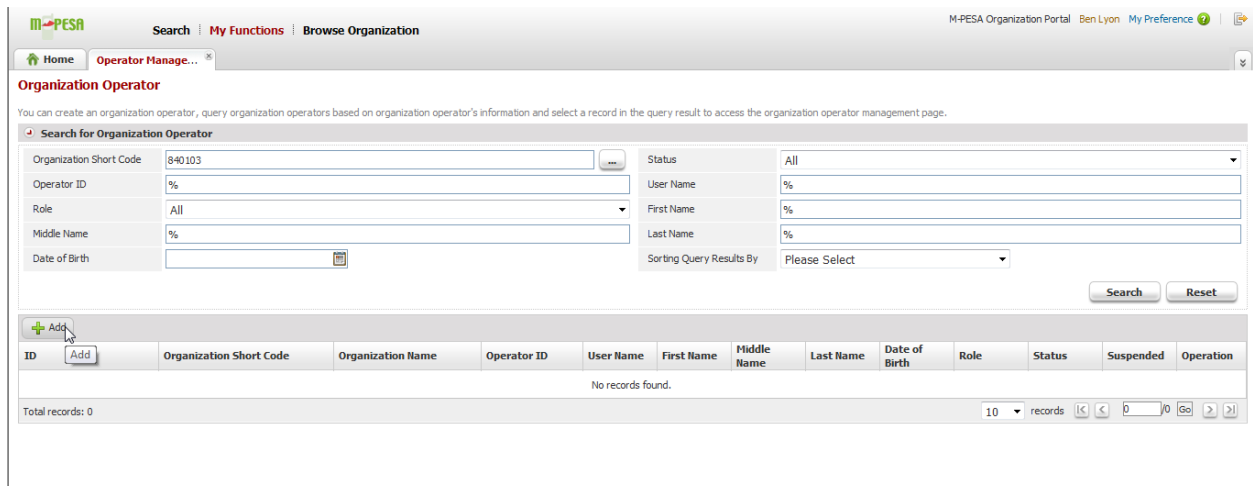 M-PESA
Search My Functions Browse Organization
M-PESA Organization Portal Ben Lyon My Preference
Home Operator Manage...
Organization Operator
You can create an organization operator, query organization operators based on organization operator's information and select a record in the query result to access the organization operator management page.
Search for Organization Operator
Organization Short Code 840103 ... Status All
Operator ID % User Name %
Role All First Name %
Middle Name % Last Name %
Date of Birth Sorting Query Results By Please Select
Search Reset
Add
Add
ID Organization Short Code Organization Name Operator ID User Name First Name Middle Name Last Name Date of Birth Role Status Suspended Operation
No records found.
Total records: 0 10 records 0 /0 Go